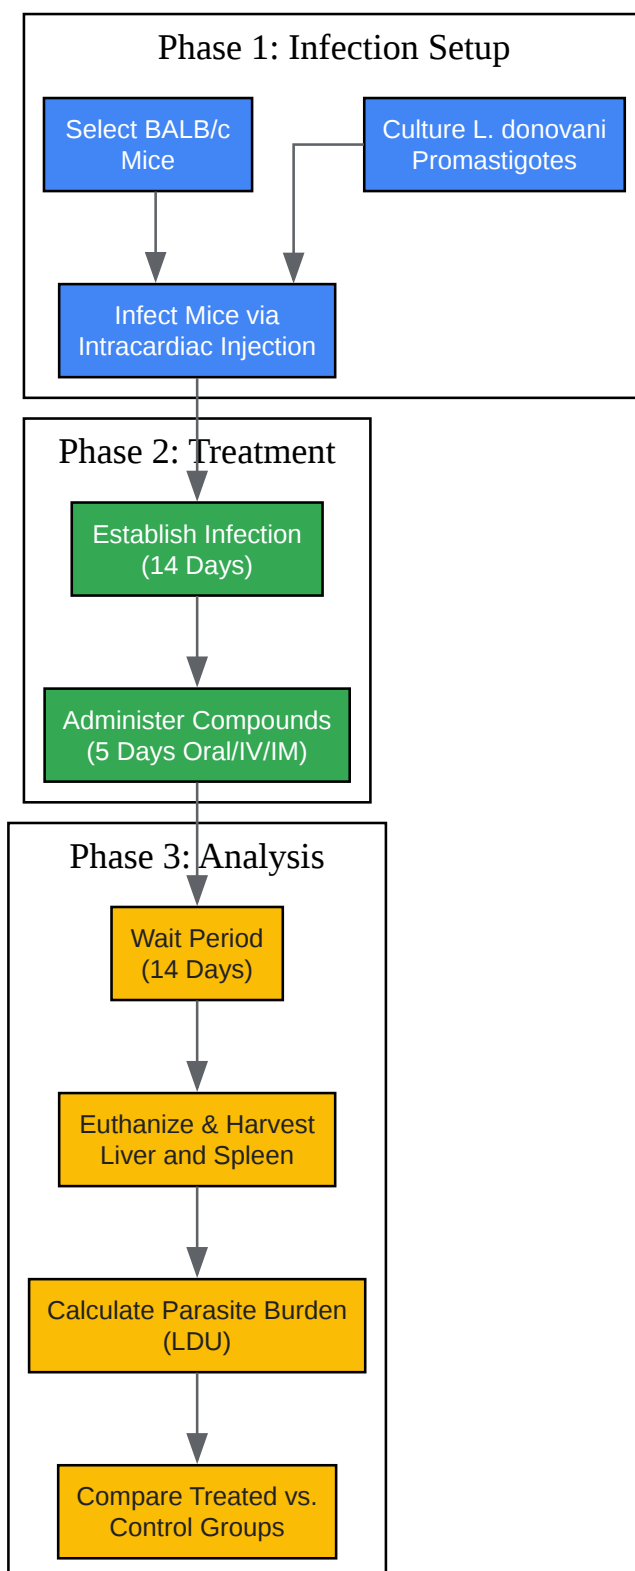 Phase 1: Infection Setup
Select BALB/c
Mice
Culture L. donovani
Promastigotes
Infect Mice via
Intracardiac Injection
Phase 2: Treatment
Establish Infection
(14 Days)
Administer Compounds
(5 Days Oral/IV/IM)
Phase 3: Analysis
Wait Period
(14 Days)
Euthanize & Harvest
Liver and Spleen
Calculate Parasite Burden
(LDU)
Compare Treated vs.
Control Groups